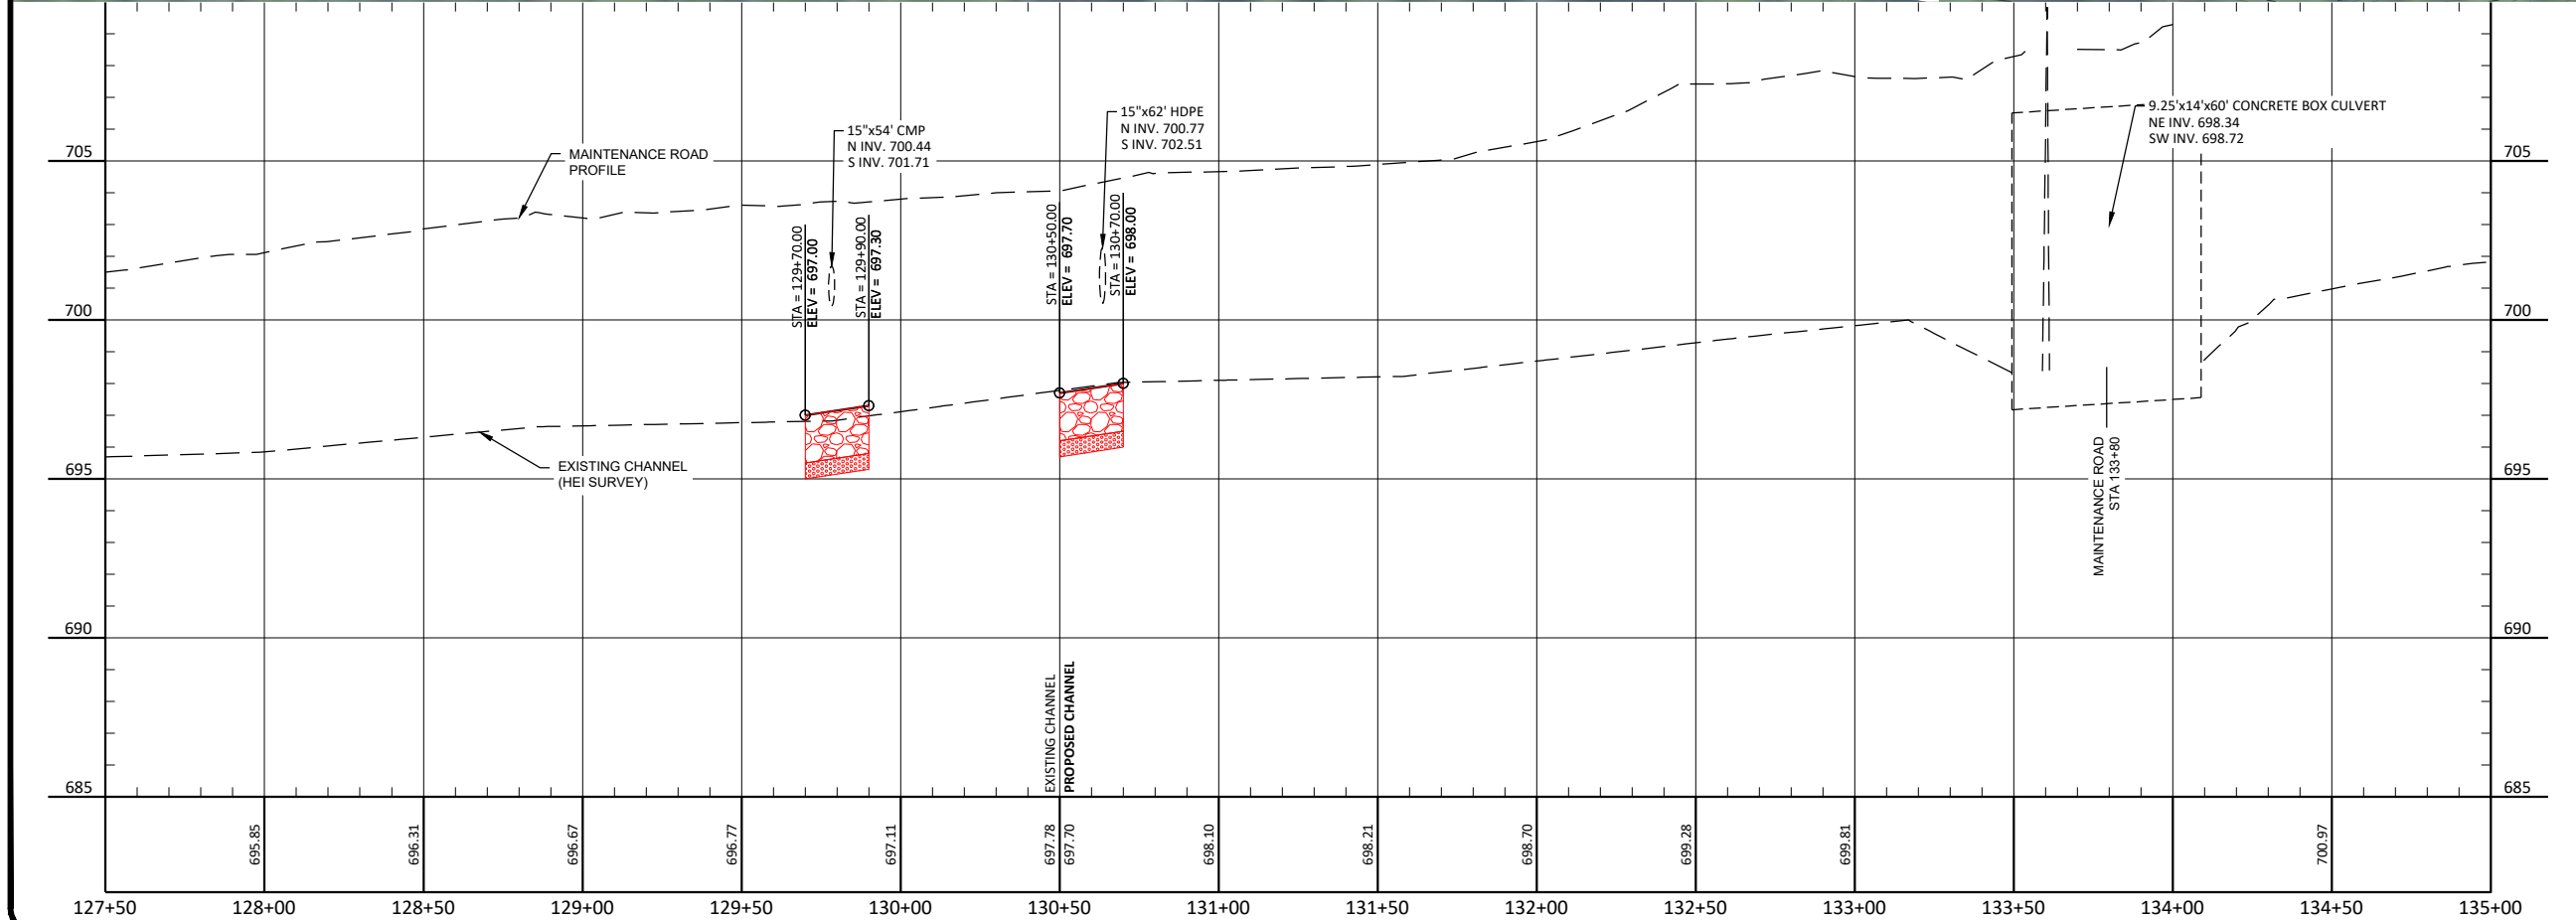 15"x54' CMP
N INV. 700.44
S INV. 701.71
15"x62' HDPE
N INV. 700.77
S INV. 702.51
9.25'x14'x60' CONCRETE BOX CULVERT
NE INV. 698.34
SW INV. 698.72
705
705
MAINTENANCE ROAD
PROFILE
STA = 129+70.00
ELEV = 697.00
STA = 129+90.00
ELEV = 697.30
STA = 130+50.00
ELEV = 697.70
STA = 130+70.00
ELEV = 698.00
700
700
EXISTING CHANNEL
(HEI SURVEY)
695
695
MAINTENANCE ROAD
STA 133+80
690
690
EXISTING CHANNEL
PROPOSED CHANNEL
685
685
695.85
696.31
696.67
696.77
697.11
697.78
697.70
698.10
698.21
698.70
699.28
699.81
700.97
127+50
128+00
128+50
129+00
129+50
130+00
130+50
131+00
131+50
132+00
132+50
133+00
133+50
134+00
134+50
135+00